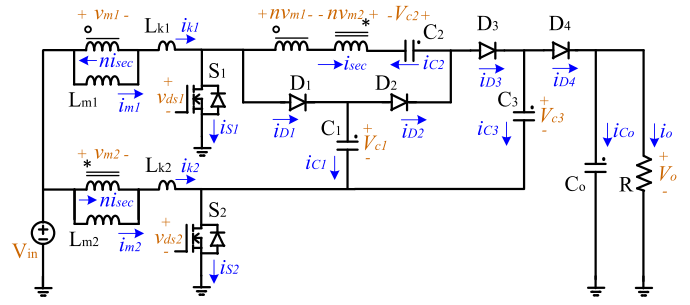 + vm1 - Lk1 ik1 +nvm1- -nvm2+ -Vc2+
* C2 D3 D4
nisec S1 isec iC2
Lm1 im1 + vds1 - D1 D2 iD3 iD4
iS1 iD1 C1 iD2 C3
+ vm2 - Lk2 ik2 iC1 + Vc1 - iC3 + Vc3 - iCo io
* nisec S2 Co R + Vo -
Vin Lm2 im2 + vds2 -
iS2